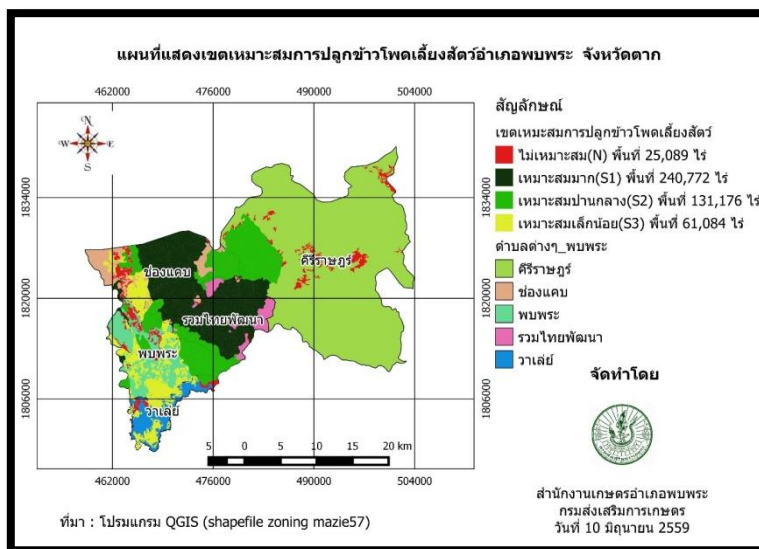 แผนที่แสดงเขตเหมาะสมการปลูกข้าวโพดเลี้ยงสัตว์อำเภอพบพระ จังหวัดตาก
462000 476000 490000 504000
สัญลักษณ์
เขตเหมะสมการปลูกข้าวโพดเลี้ยงสัตว์
ไม่เหมาะสม(N) พื้นที่ 25,089 ไร่
เหมาะสมมาก(S1) พื้นที่ 240,772 ไร่
เหมาะสมปานกลาง(S2) พื้นที่ 131,176 ไร่
เหมาะสมเล็กน้อย(S3) พื้นที่ 61,084 ไร่
ตำบลต่างๆ_พบพระ
คีรีราษฎร์
ช่องแคบ
พบพระ
รวมไทยพัฒนา
วาเล่ย์
N
W E
S
1834000 1834000
คีรีราษฎร์
ช่องแคบ
1820000 1820000
รวมไทยพัฒนา
พบพระ
1806000 1806000
วาเล่ย์
5 0 5 10 15 20 km
462000 476000 490000 504000
จัดทำโดย
สำนักงานเกษตรอำเภอพบพระ
กรมส่งเสริมการเกษตร
วันที่ 10 มิถุนายน 2559
ที่มา : โปรมแกรม QGIS (shapefile zoning mazie57)